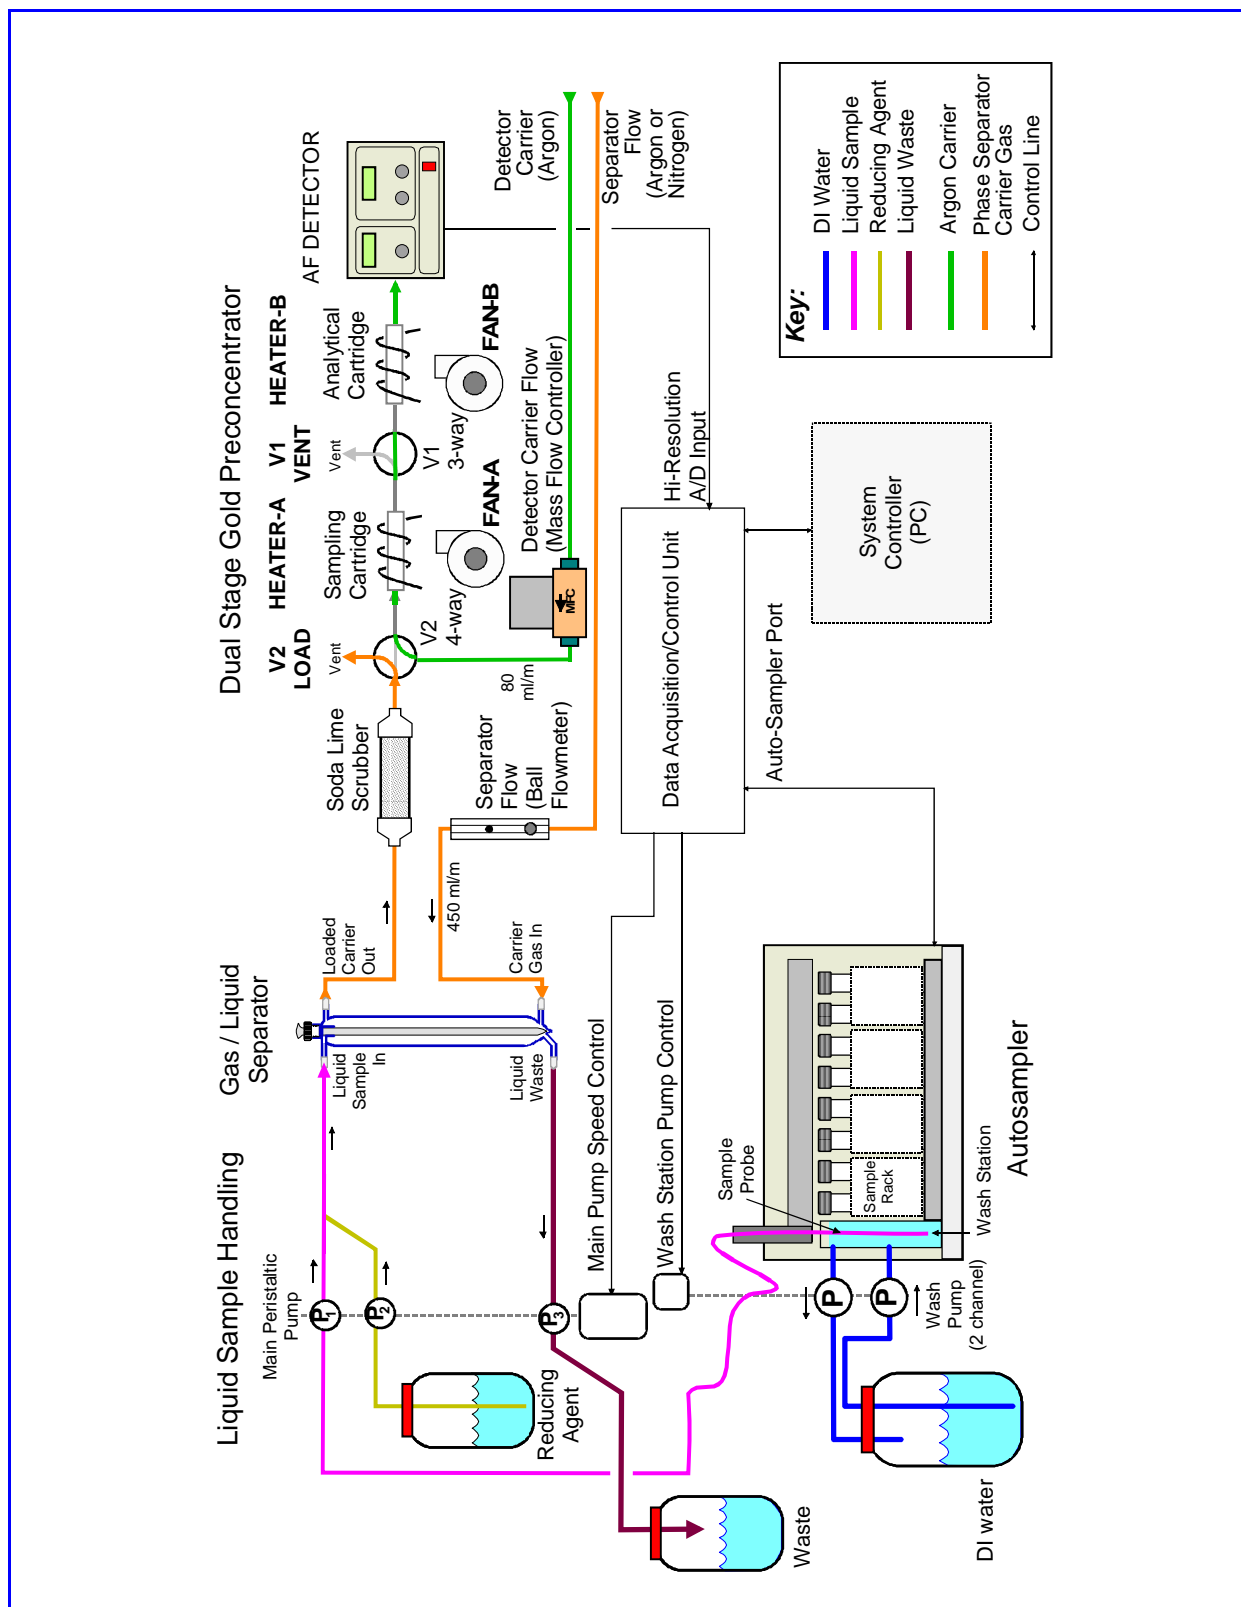 Dual Stage Gold Preconcentrator
V2
LOAD
HEATER-A
V1
VENT
HEATER-B
AF DETECTOR
Soda Lime
Scrubber
Vent
Sampling
Cartridge
Vent
Analytical
Cartridge
V2
4-way
FAN-A
V1
3-way
FAN-B
80
ml/m
MFC
Detector Carrier Flow
(Mass Flow Controller)
Detector
Carrier
(Argon)
Separator
Flow
(Argon or
Nitrogen)
Separator
Flow
(Ball
Flowmeter)
450 ml/m
Gas / Liquid
Separator
Loaded
Carrier
Out
Liquid
Sample
In
Carrier
Gas In
Liquid
Waste
Liquid Sample Handling
Main Peristaltic
Pump
P1
P2
P3
Reducing
Agent
Waste
Main Pump Speed Control
Wash Station Pump Control
Data Acquisition/Control Unit
Hi-Resolution
A/D Input
Auto-Sampler Port
System
Controller
(PC)
Sample
Probe
Sample
Rack
Wash Station
Autosampler
P
P
Wash
Pump
(2 channel)
DI water
Key:
DI Water
Liquid Sample
Reducing Agent
Liquid Waste
Argon Carrier
Phase Separator
Carrier Gas
Control Line